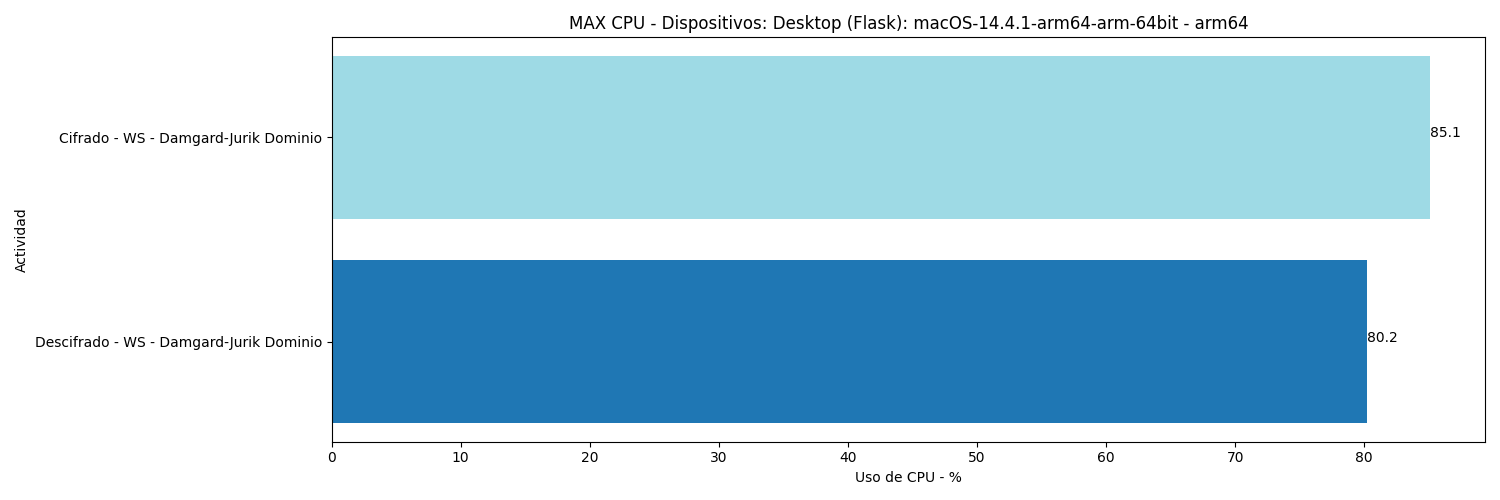 MAX CPU - Dispositivos: Desktop (Flask): macOS-14.4.1-arm64-arm-64bit - arm64
Cifrado - WS - Damgard-Jurik Dominio
85.1
Actividad
Descifrado - WS - Damgard-Jurik Dominio
80.2
0 10 20 30 40 50 60 70 80
Uso de CPU - %